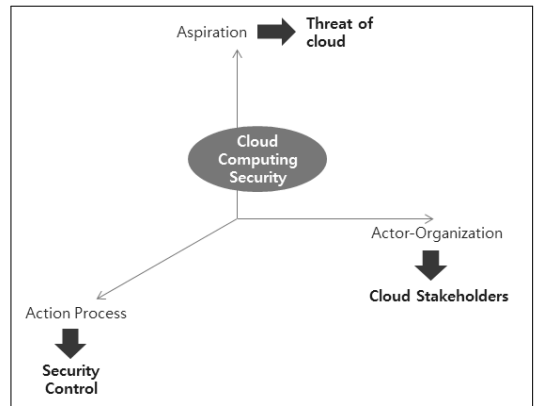 Aspiration
Threat of
cloud
Cloud
Computing
Security
Actor-Organization
Cloud Stakeholders
Action Process
Security
Control